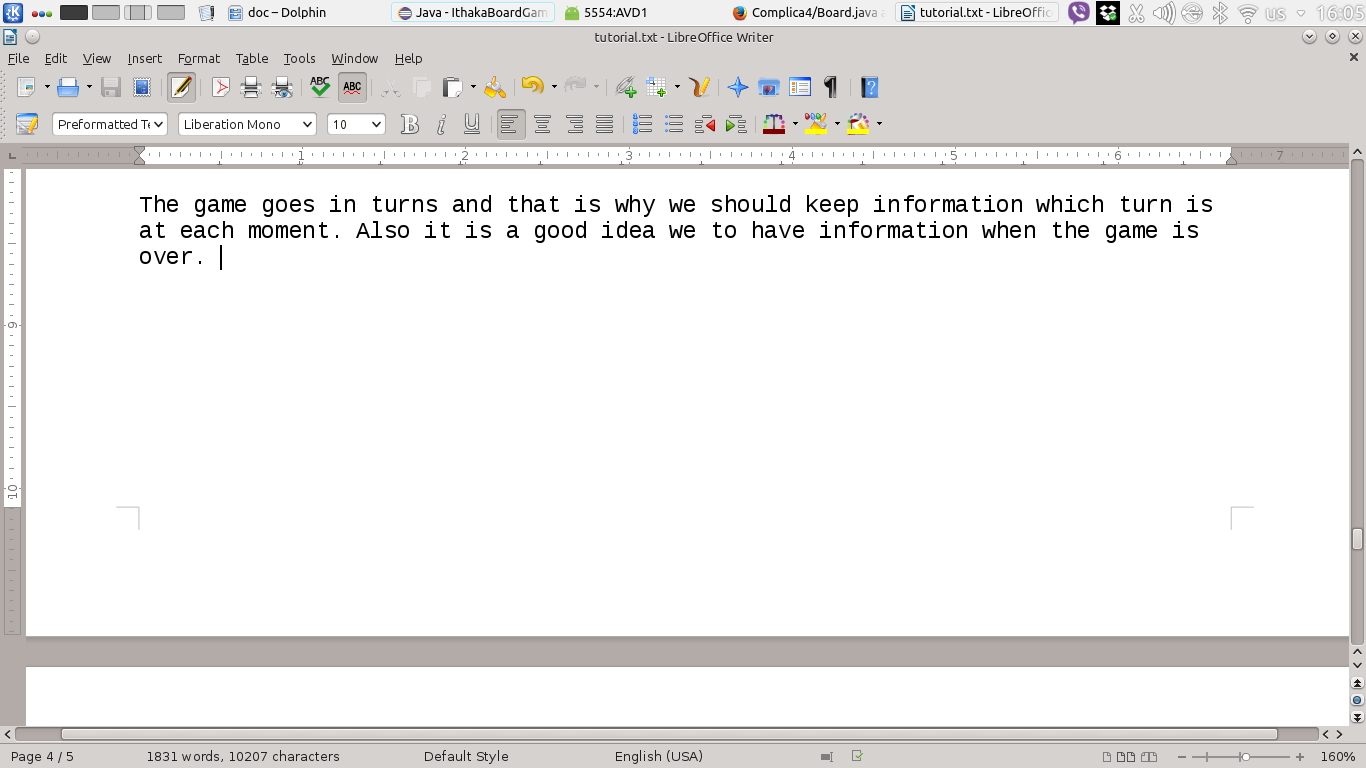 doc – Dolphin Java - IthakaBoardGam 5554:AVD1 Complica4/Board.java a tutorial.txt - LibreOffic us 16:05
tutorial.txt - LibreOffice Writer
File Edit View Insert Format Table Tools Window Help
ABC ABC
Preformatted Te Liberation Mono 10
1 2 3 4 5 6 7
The game goes in turns and that is why we should keep information which turn is
at each moment. Also it is a good idea we to have information when the game is
over.
9
10
Page 4 / 5 1831 words, 10207 characters Default Style English (USA) 160%